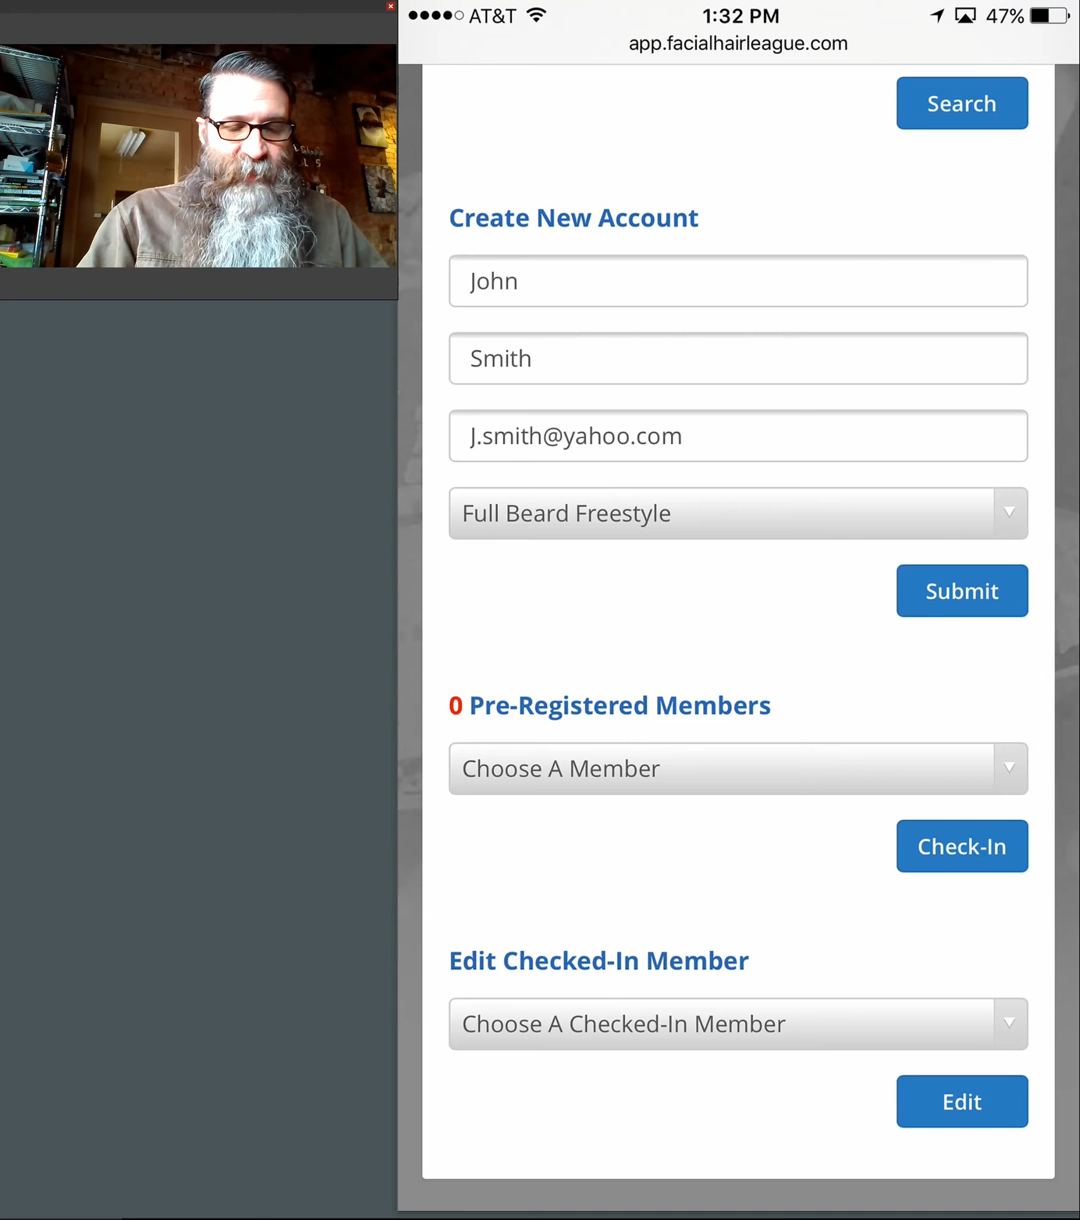 AT&T
1:32 PM
47%
app.facialhairleague.com
Search
Create New Account
John
Smith
J.smith@yahoo.com
Full Beard Freestyle
Submit
0 Pre-Registered Members
Choose A Member
Check-In
Edit Checked-In Member
Choose A Checked-In Member
Edit